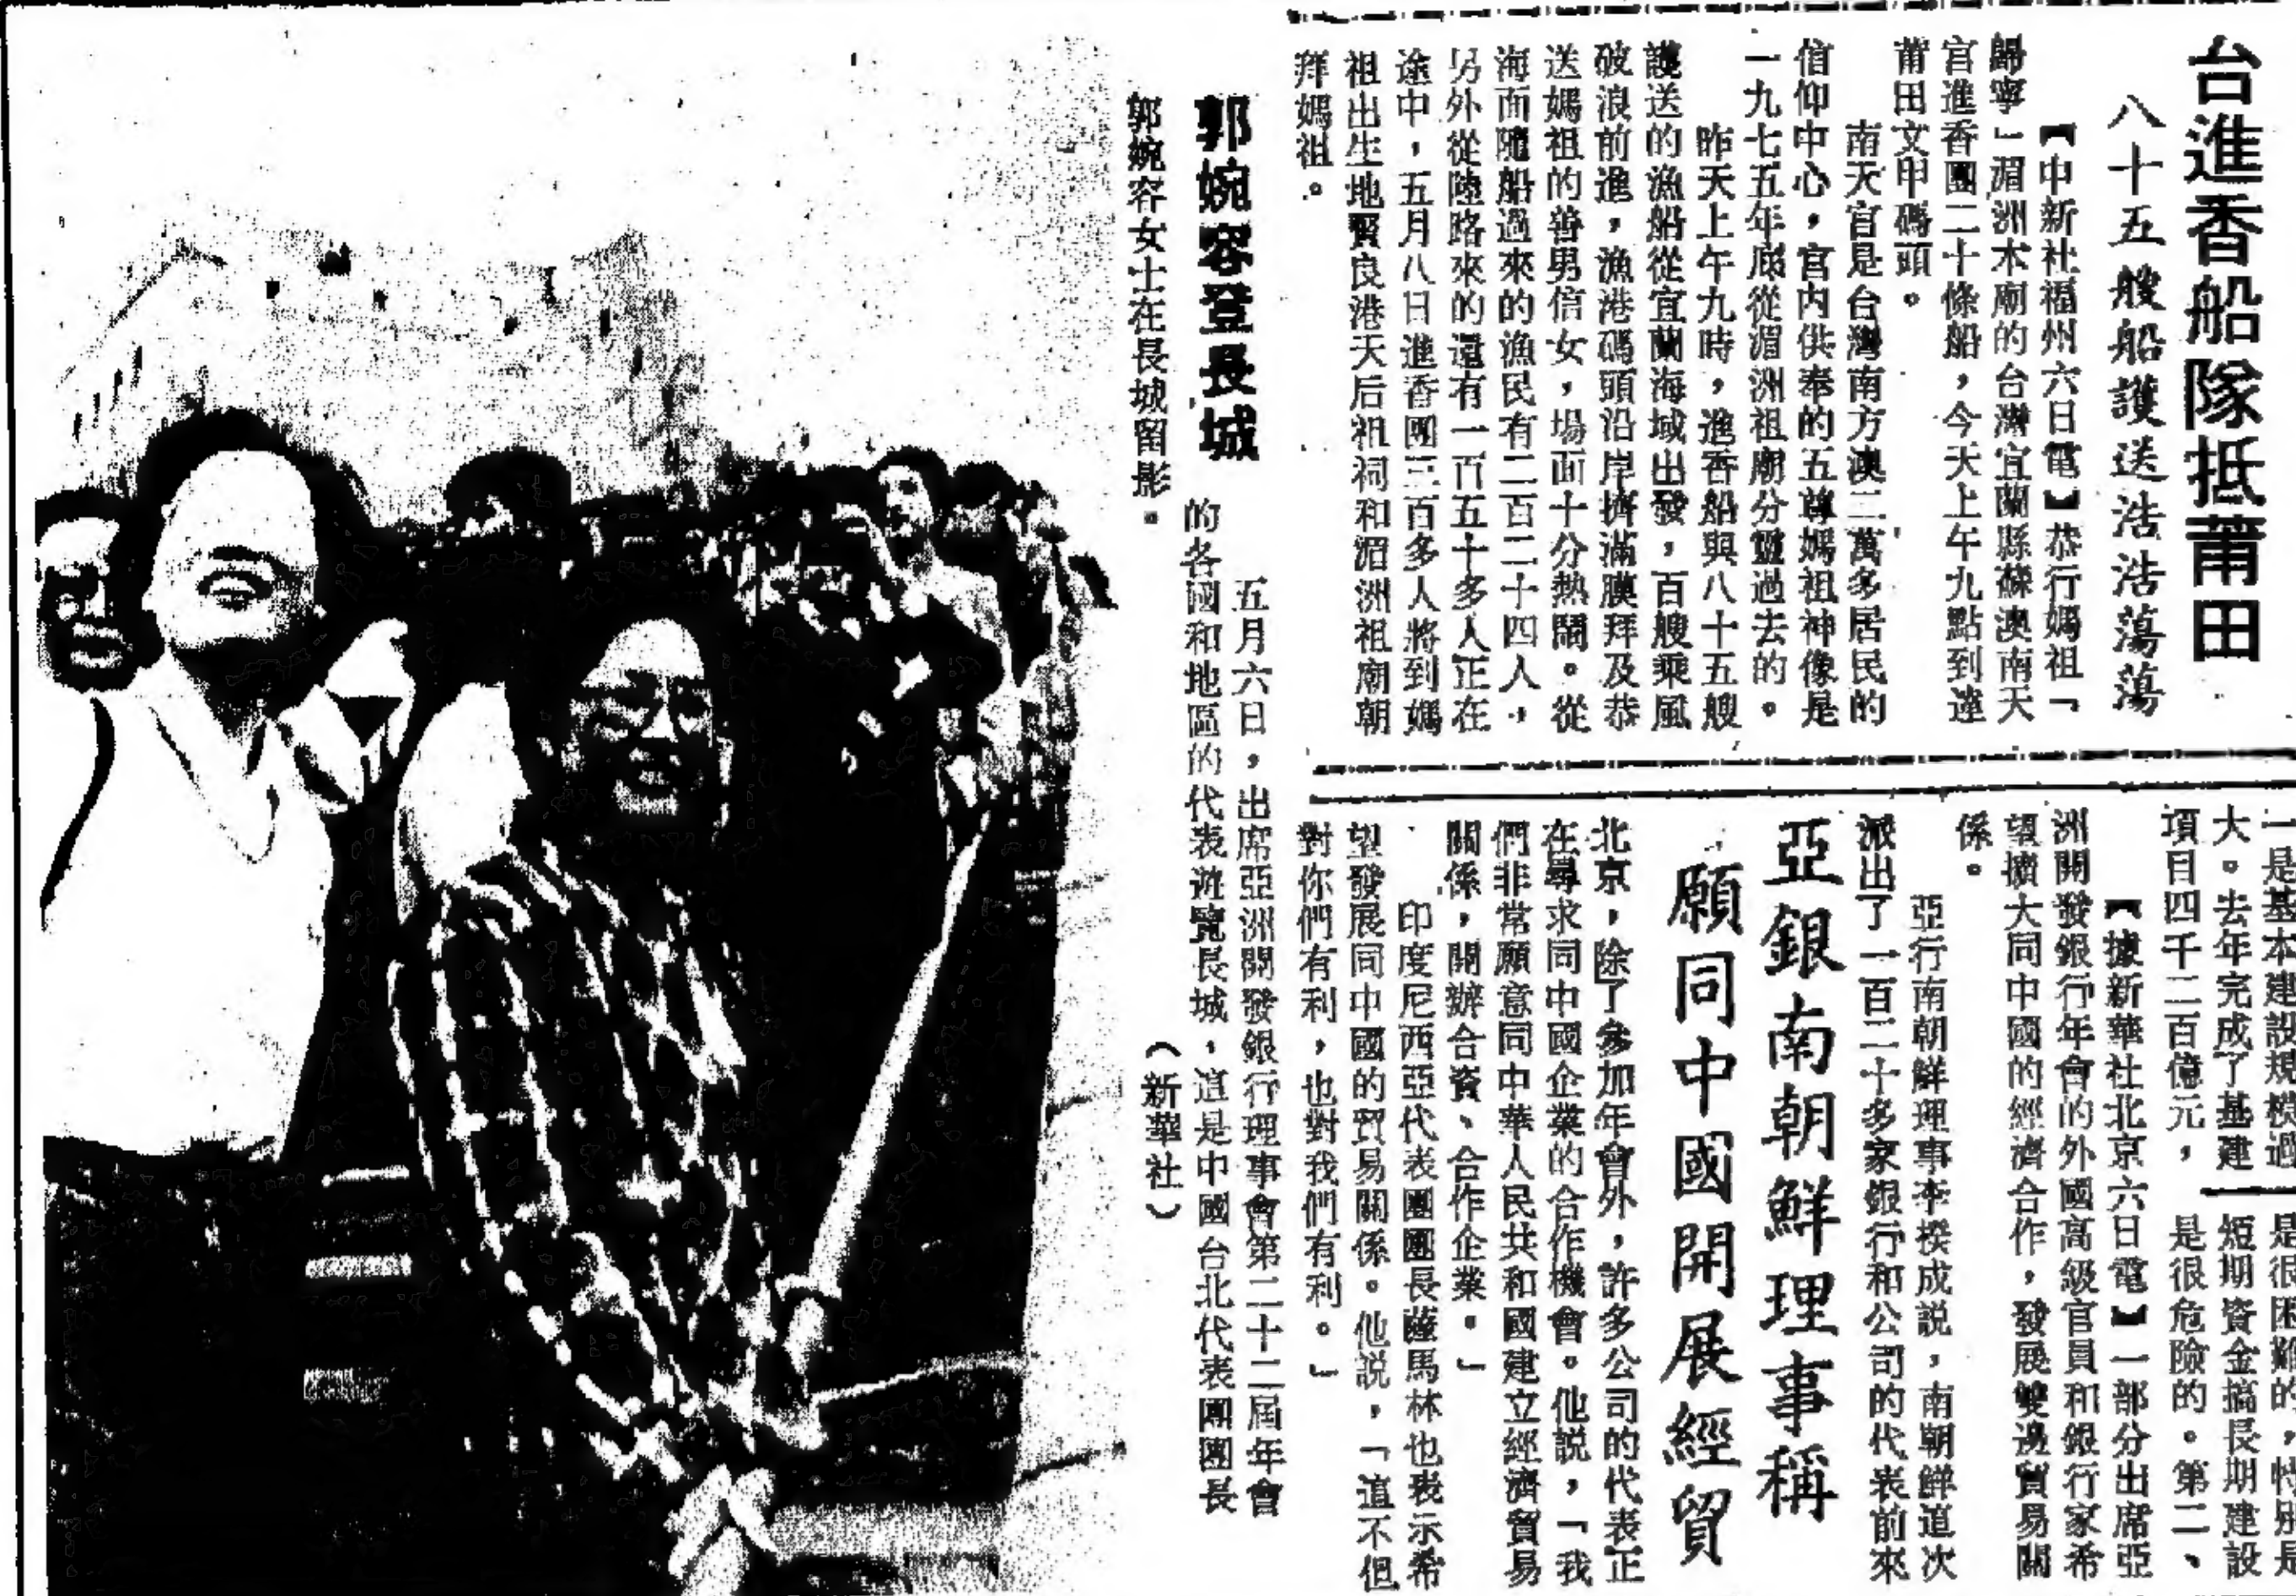 台進香船隊抵莆田
八十五艘船護送浩浩蕩蕩
【中新社福州六日電】恭行媽祖「
歸寧」湄洲木廟的台灣宜蘭縣蘇澳南天
宮進香團二十條船，今天上午九點到達
莆田文甲碼頭。
南天宮是台灣南方澳二萬多居民的
信仰中心，宮内供奉的五尊媽祖神像是
一九七五年底從湄洲祖廟分靈過去的。
昨天上午九時，進香船與八十五艘
護送的漁船從宜蘭海域出發，百艘乘風
破浪前進，漁港碼頭沿岸擠滿膜拜及恭
送媽祖的善男信女，場面十分熱鬧。從
海面隨船過來的漁民有二百二十四人，
另外從陸路來的還有一百五十多人正在
途中，五月八日進香團三百多人將到媽
祖出生地賢良港天后祖祠和湄洲祖廟朝
拜媽祖。
郭婉容登長城
五月六日，出席亞洲開發銀行理事會第二十二屆年會
的各國和地區的代表遊覽長城，這是中國台北代表團團長
郭婉容女士在長城留影。
（新華社）
一是基本建設規模過
大。去年完成了基建
項目四千二百億元，
是很困難的，特別是
短期資金搞長期建設
是很危險的。第二、
亞銀南朝鮮理事稱
願同中國開展經貿
【據新華社北京六日電】一部分出席亞
洲開發銀行年會的外國高級官員和銀行家希
望擴大同中國的經濟合作，發展雙邊貿易關
係。
亞行南朝鮮理事李揆成説，南朝鮮這次
派出了一百二十多家銀行和公司的代表前來
北京，除了參加年會外，許多公司的代表正
在尋求同中國企業的合作機會。他説，「我
們非常願意同中華人民共和國建立經濟貿易
關係，開辦合資、合作企業。」
印度尼西亞代表團團長薩馬林也表示希
望發展同中國的貿易關係。他説，「這不但
對你們有利，也對我們有利。」